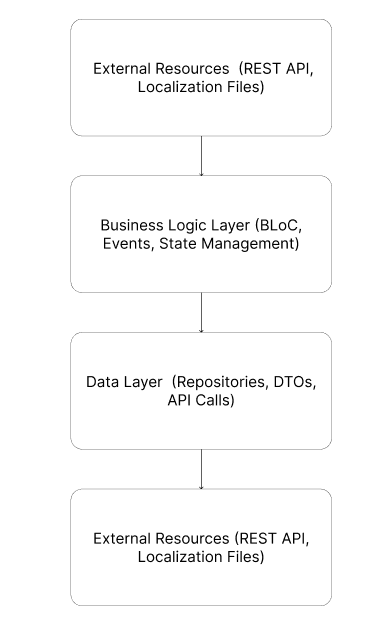 External Resources  (REST API,
Localization Files)
Business Logic Layer (BLoC,
Events, State Management)
Data Layer  (Repositories, DTOs,
API Calls)
External Resources (REST API,
Localization Files)